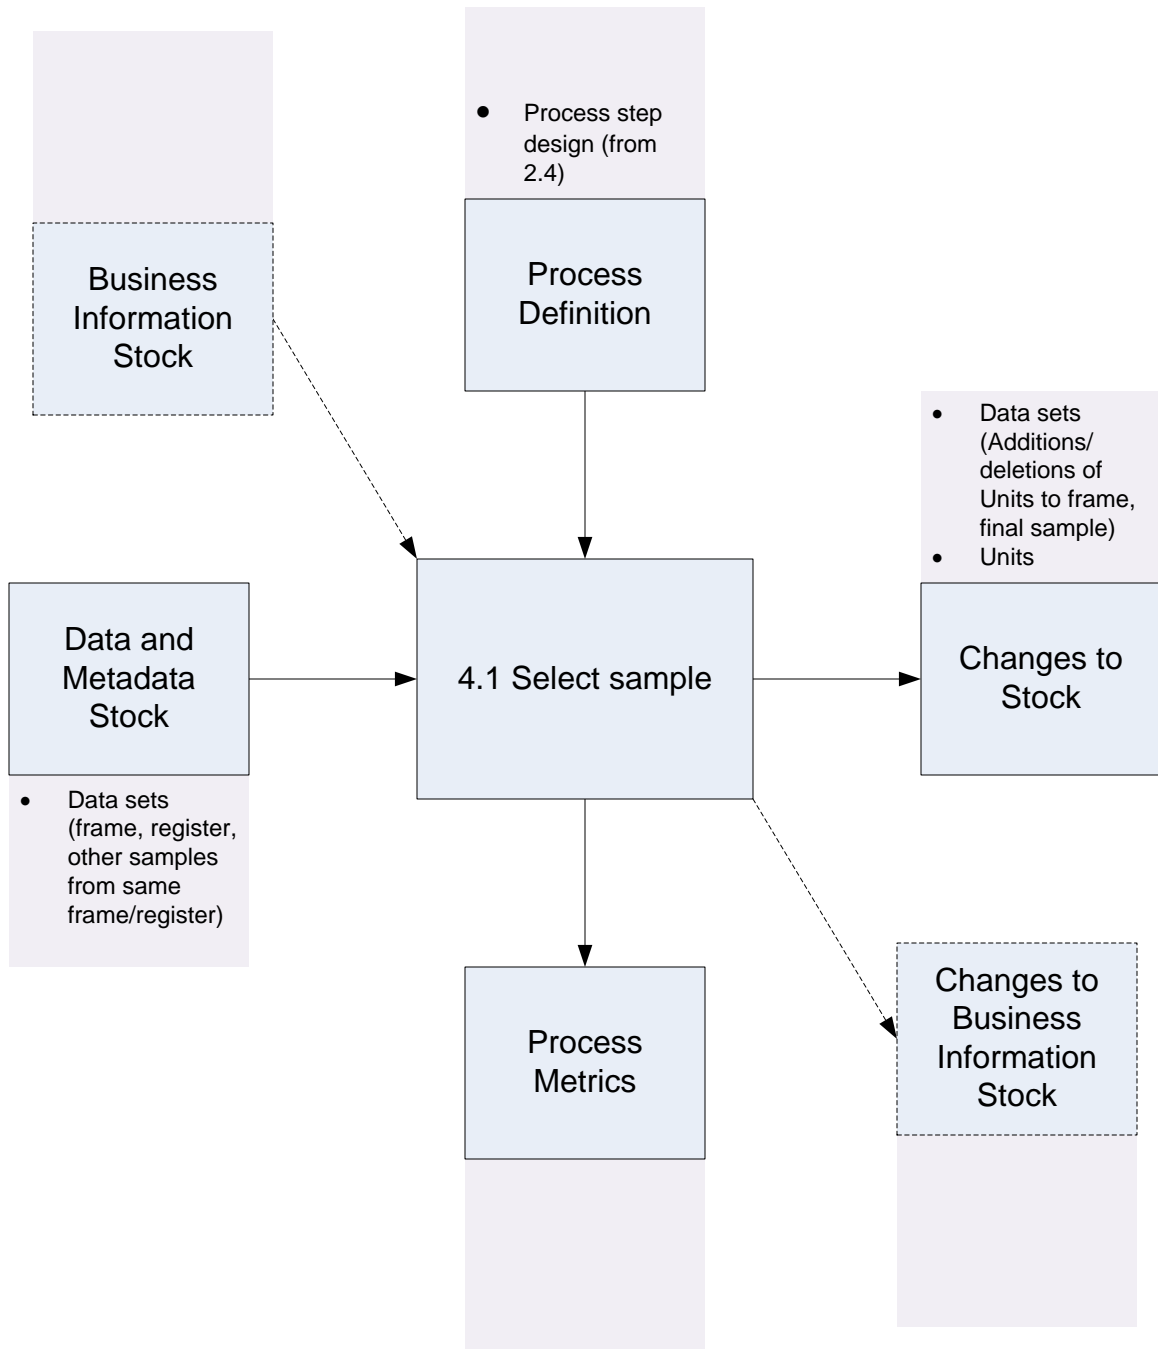 ● Process step
design (from
2.4)
Business
Information
Stock
Process
Definition
● Data sets
(Additions/
deletions of
Units to frame,
final sample)
● Units
Data and
Metadata
Stock
4.1 Select sample
Changes to
Stock
● Data sets
(frame, register,
other samples
from same
frame/register)
Process
Metrics
Changes to
Business
Information
Stock